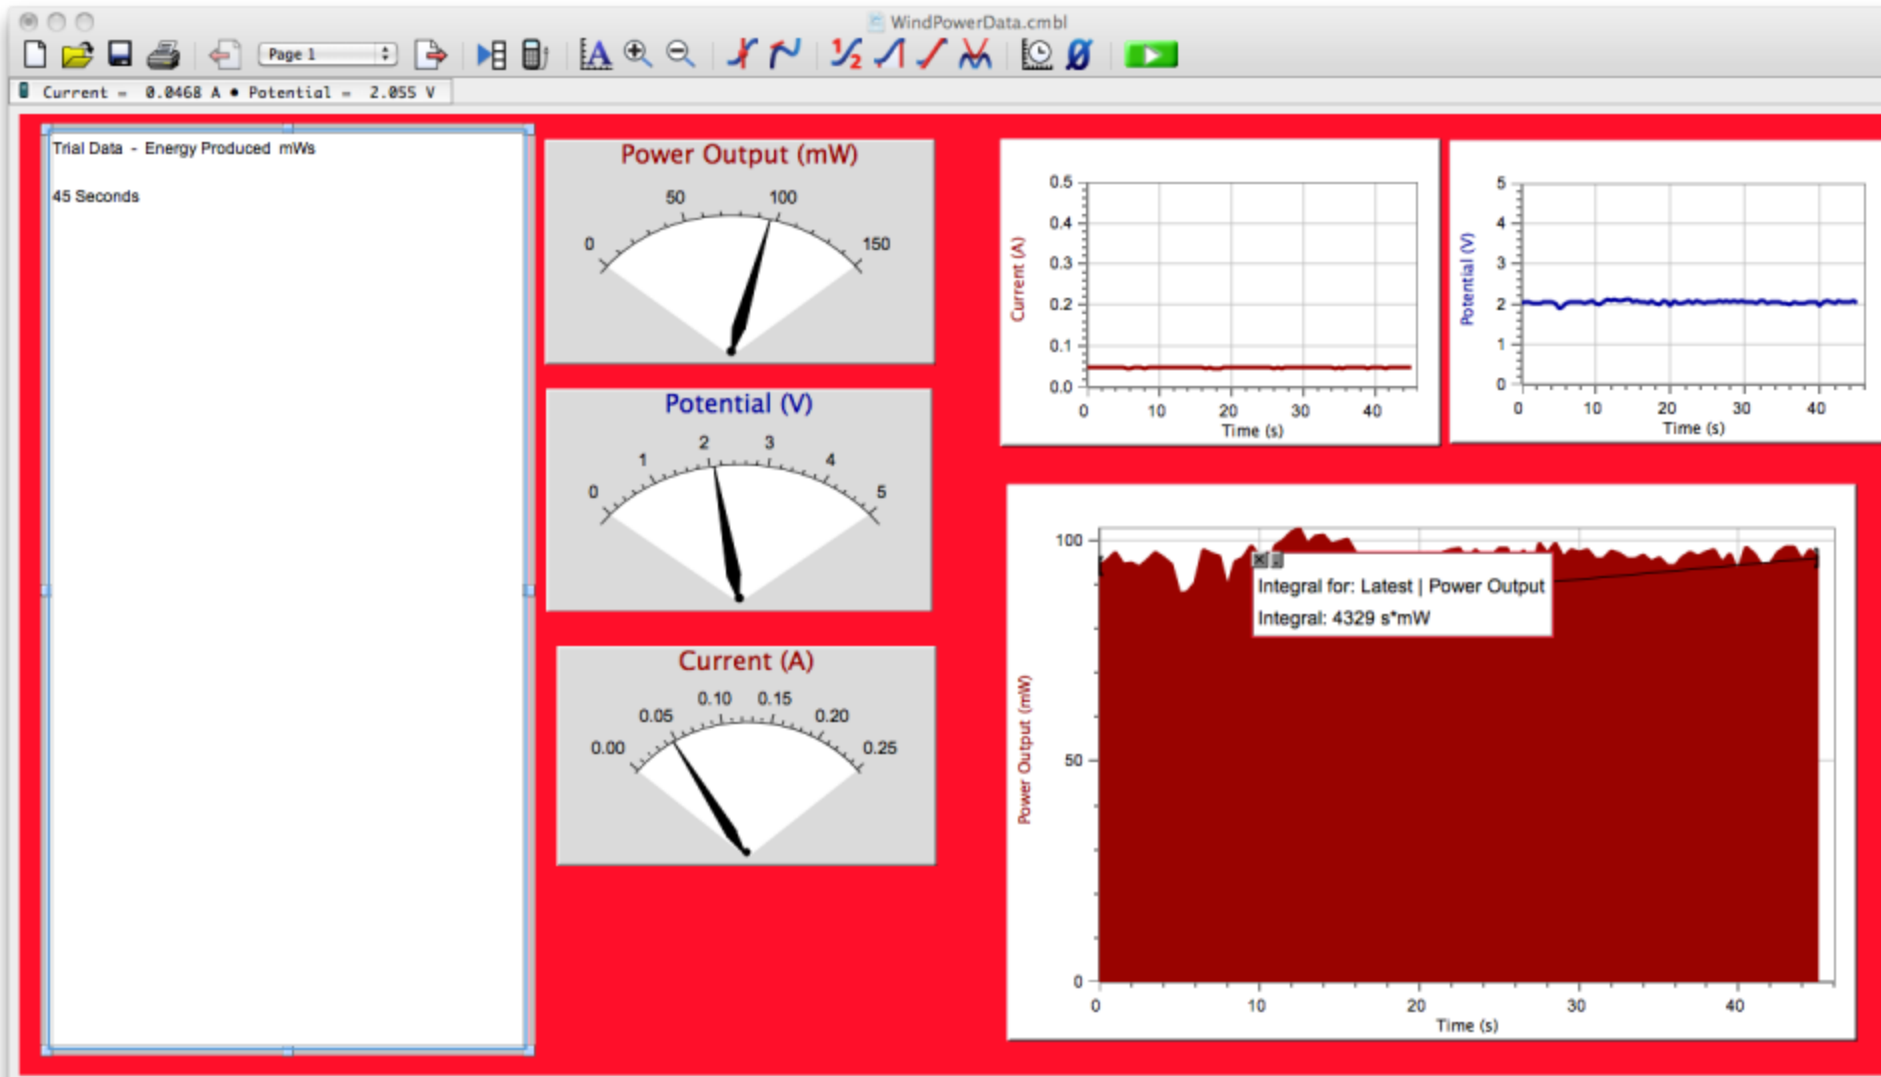 WindPowerData.cmbl
Page 1
Current = 0.0468 A • Potential = 2.055 V
Trial Data - Energy Produced mWs
45 Seconds
Power Output (mW)
0 50 100 150
Potential (V)
0 1 2 3 4 5
Current (A)
0.00 0.05 0.10 0.15 0.20 0.25
Current (A)
0.5
0.4
0.3
0.2
0.1
0.0
0 10 20 30 40
Time (s)
Potential (V)
5
4
3
2
1
0
0 10 20 30 40
Time (s)
Power Output (mW)
100
50
0
Integral for: Latest | Power Output
Integral: 4329 s*mW
0 10 20 30 40
Time (s)